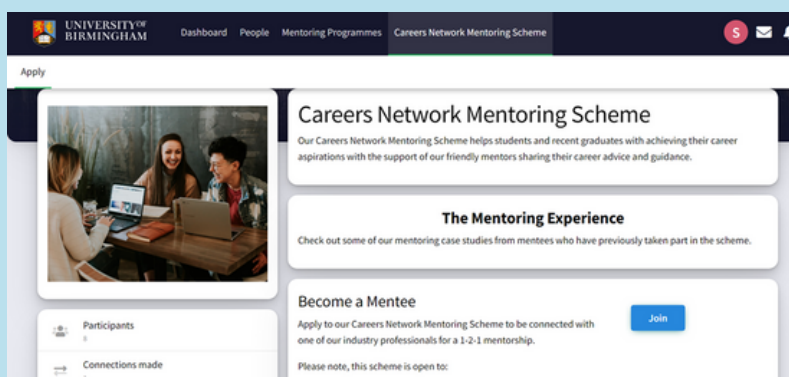 UNIVERSITY OF
BIRMINGHAM
Dashboard People Mentoring Programmes Careers Network Mentoring Scheme
S
Apply
Careers Network Mentoring Scheme
Our Careers Network Mentoring Scheme helps students and recent graduates with achieving their career
aspirations with the support of our friendly mentors sharing their career advice and guidance.
The Mentoring Experience
Check out some of our mentoring case studies from mentees who have previously taken part in the scheme.
Become a Mentee
Join
Apply to our Careers Network Mentoring Scheme to be connected with
one of our industry professionals for a 1-2-1 mentorship.
Please note, this scheme is open to:
Participants
Connections made